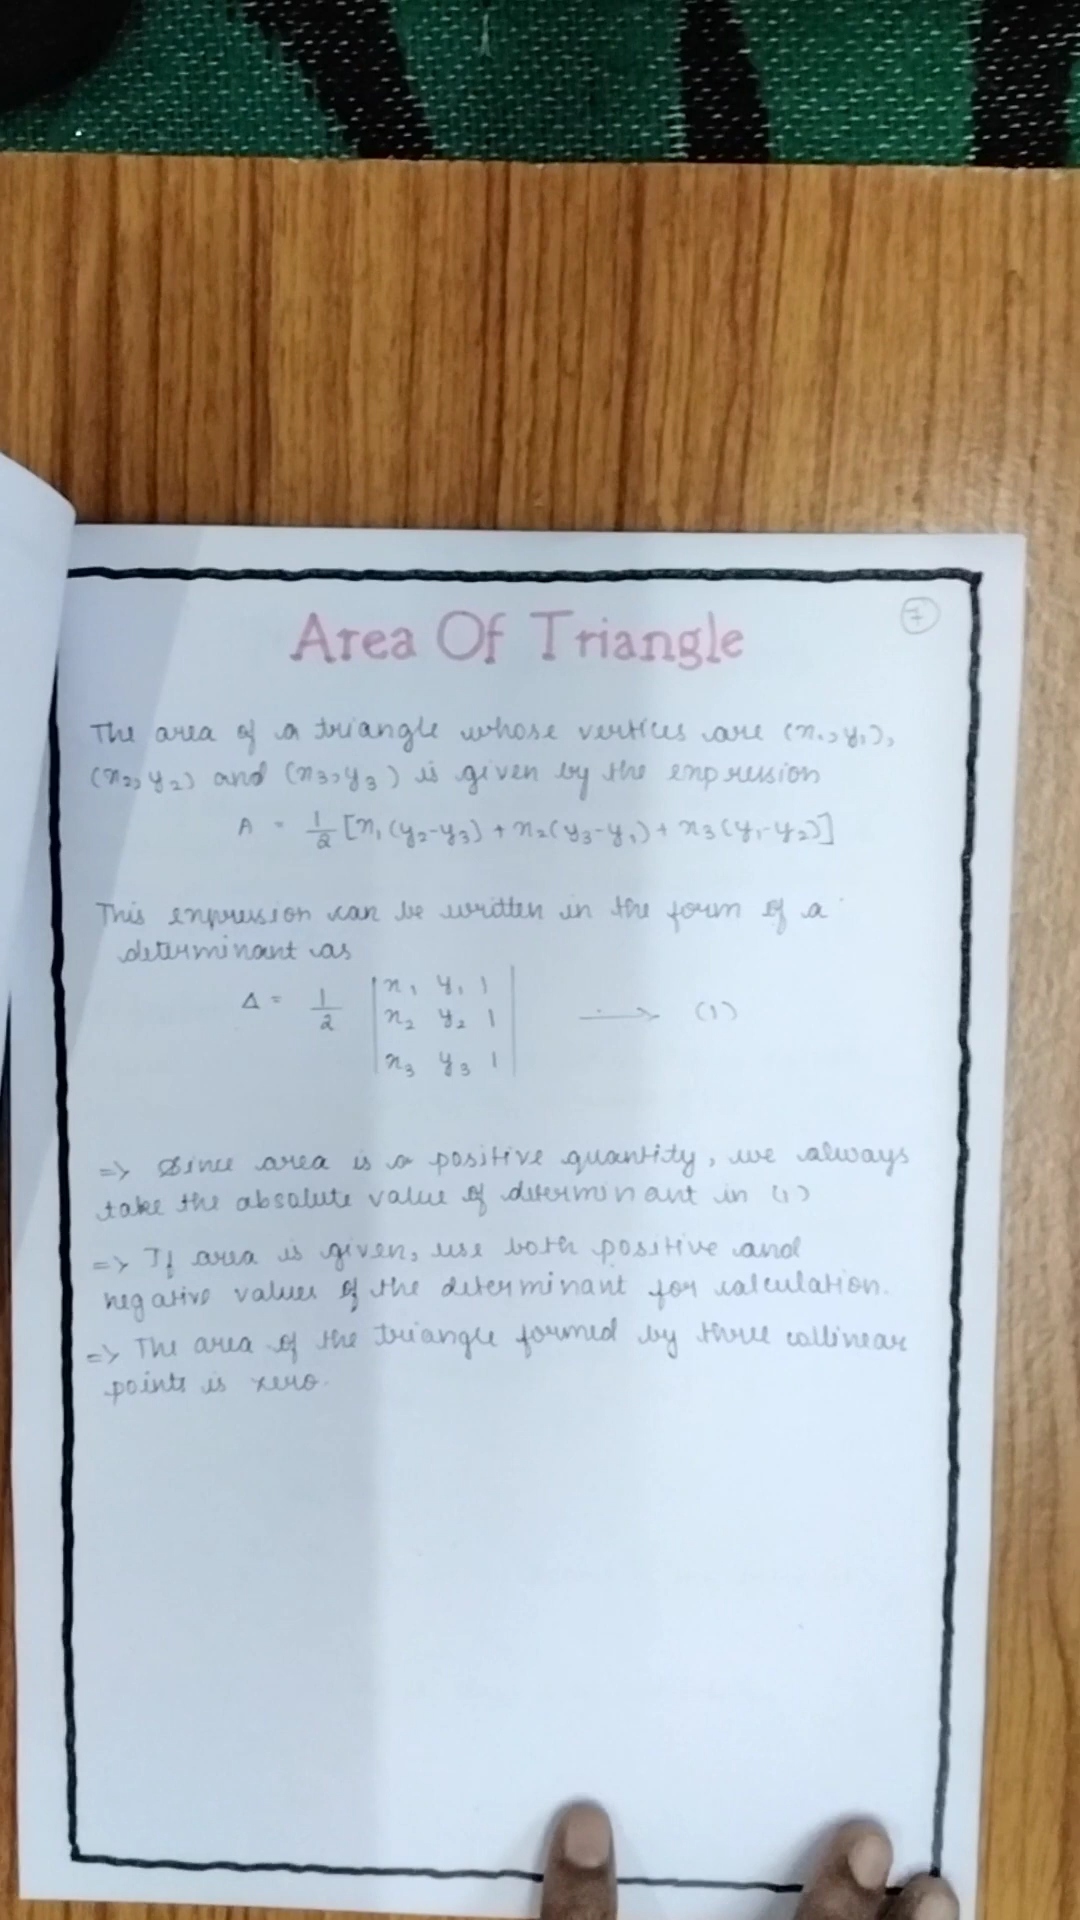 7
Area Of Triangle
The area of a triangle whose vertices are (x₁, y₁),
(x₂, y₂) and (x₃, y₃) is given by the expression
A = 1/2 [x₁(y₂-y₃) + x₂(y₃-y₁) + x₃(y₁-y₂)]
This expression can be written in the form of a
determinant as
Δ = 1/2 | x₁ y₁ 1 |
| x₂ y₂ 1 | → (1)
| x₃ y₃ 1 |
=> Since area is a positive quantity, we always
take the absolute value of determinant in (1)
=> If area is given, use both positive and
negative values of the determinant for calculation.
=> The area of the triangle formed by three collinear
points is zero.